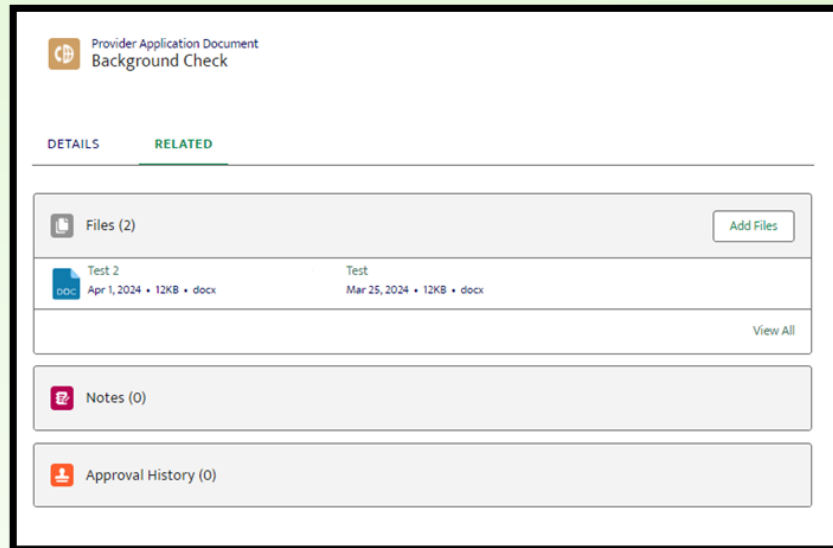 Provider Application Document
Background Check
DETAILS RELATED
Files (2) Add Files
Test 2 Test
DOC Apr 1, 2024 • 12KB • docx Mar 25, 2024 • 12KB • docx
View All
Notes (0)
Approval History (0)